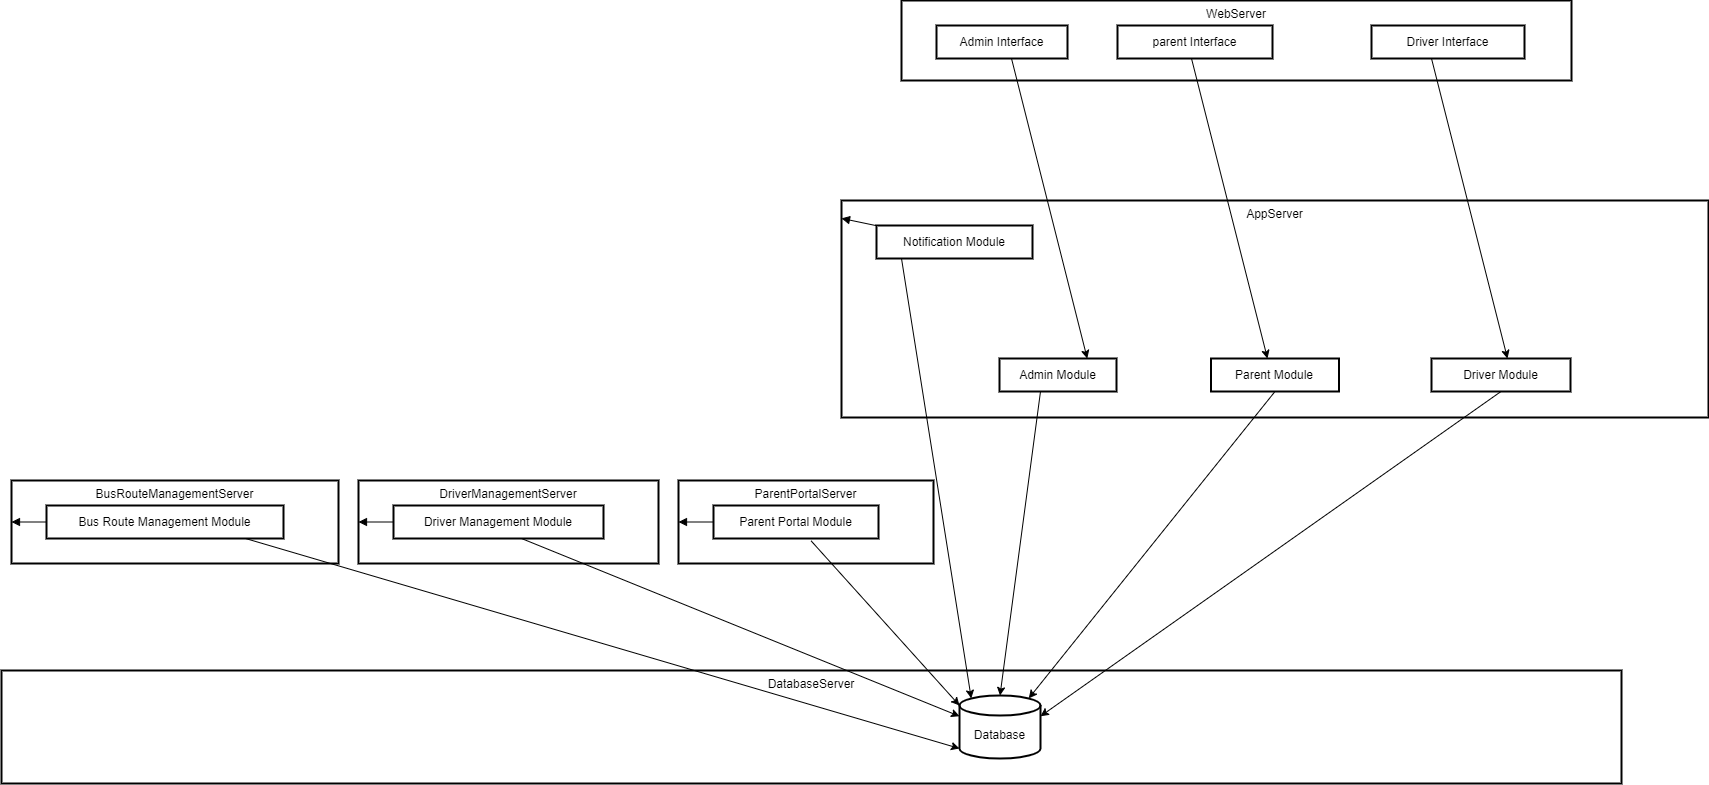 WebServer
Admin Interface
parent Interface
Driver Interface
AppServer
Notification Module
Admin Module
Parent Module
Driver Module
BusRouteManagementServer
Bus Route Management Module
DriverManagementServer
Driver Management Module
ParentPortalServer
Parent Portal Module
DatabaseServer
Database